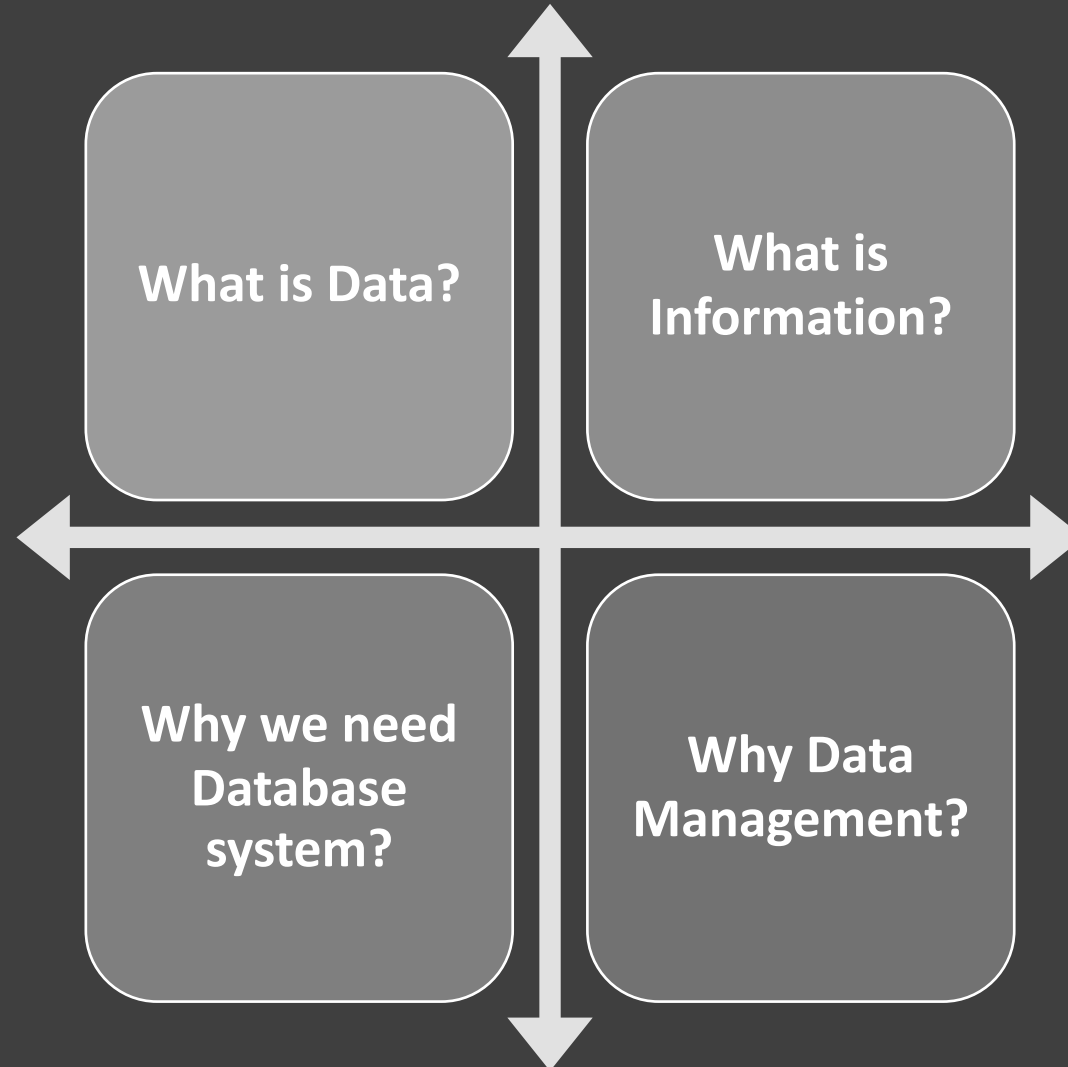 What is Data?
What is
Information?
Why we need
Database
system?
Why Data
Management?